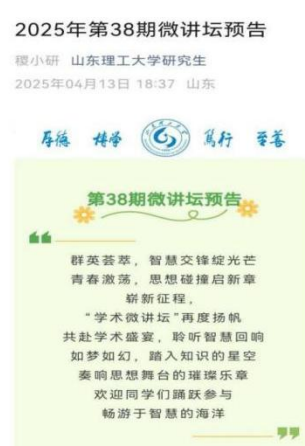 2025年第38期微讲坛预告
稷小研 山东理工大学研究生
2025年04月13日 18:37 山东
厚德 博学 笃行 至善
第38期微讲坛预告
群英荟萃，智慧交锋绽光芒
青春激荡，思想碰撞启新章
崭新征程，
“学术微讲坛”再度扬帆
共赴学术盛宴，聆听智慧回响
如梦如幻，踏入知识的星空
奏响思想舞台的璀璨乐章
欢迎同学们踊跃参与
畅游于智慧的海洋